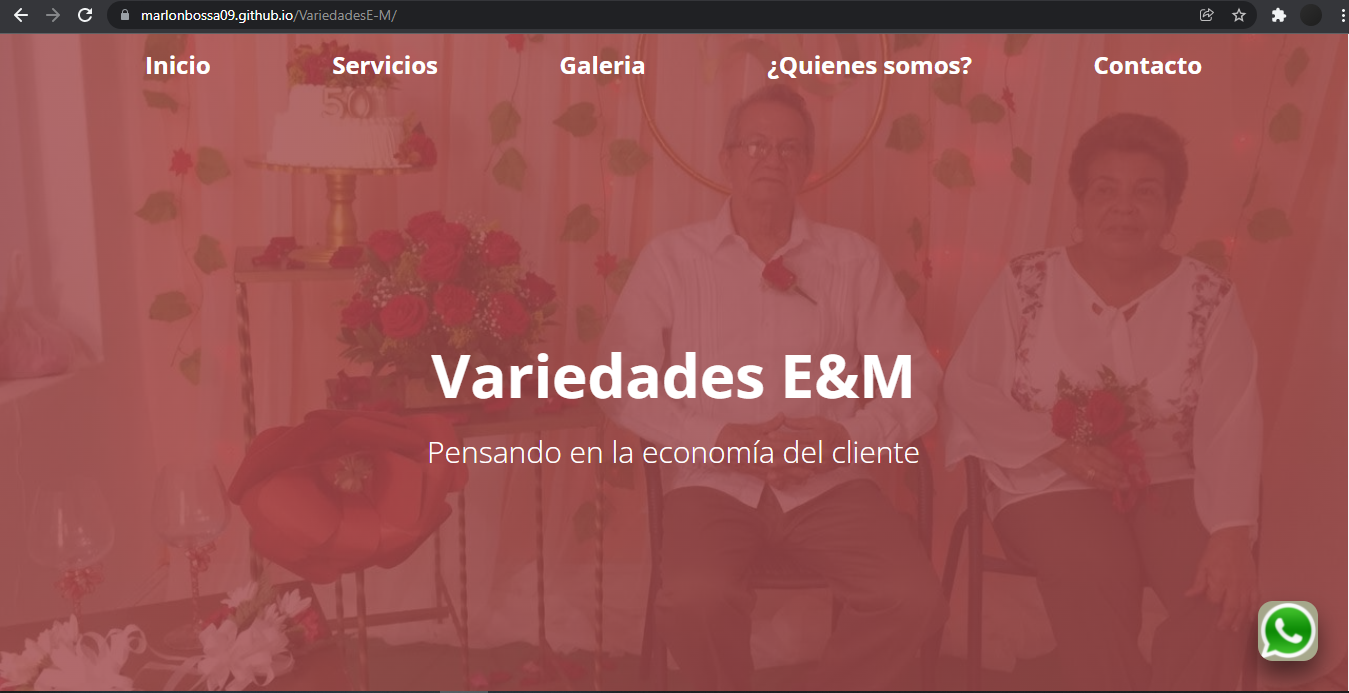 marlonbossa09.github.io/VariedadesE-M/
Inicio Servicios Galeria ¿Quienes somos? Contacto
50
Variedades E&M
Pensando en la economía del cliente